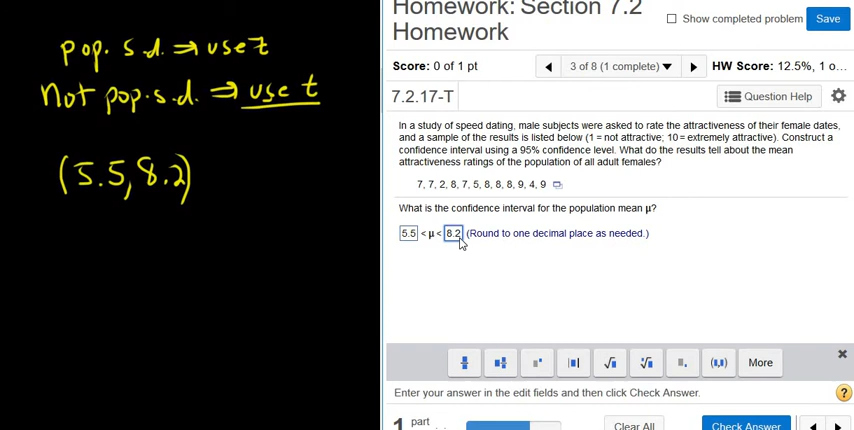 pop. s.d. ⇒ use z
Not pop. s.d. ⇒ use t
(5.5, 8.2)
Homework: Section 7.2
Homework
Show completed problem
Save
Score: 0 of 1 pt
3 of 8 (1 complete)
HW Score: 12.5%, 1 o...
7.2.17-T
Question Help
In a study of speed dating, male subjects were asked to rate the attractiveness of their female dates,
and a sample of the results is listed below (1 = not attractive; 10 = extremely attractive). Construct a
confidence interval using a 95% confidence level. What do the results tell about the mean
attractiveness ratings of the population of all adult females?
7, 7, 2, 8, 7, 5, 8, 8, 8, 9, 4, 9
What is the confidence interval for the population mean μ?
5.5 < μ < 8.2 (Round to one decimal place as needed.)
More
Enter your answer in the edit fields and then click Check Answer.
?
1 part
Clear All
Check Answer